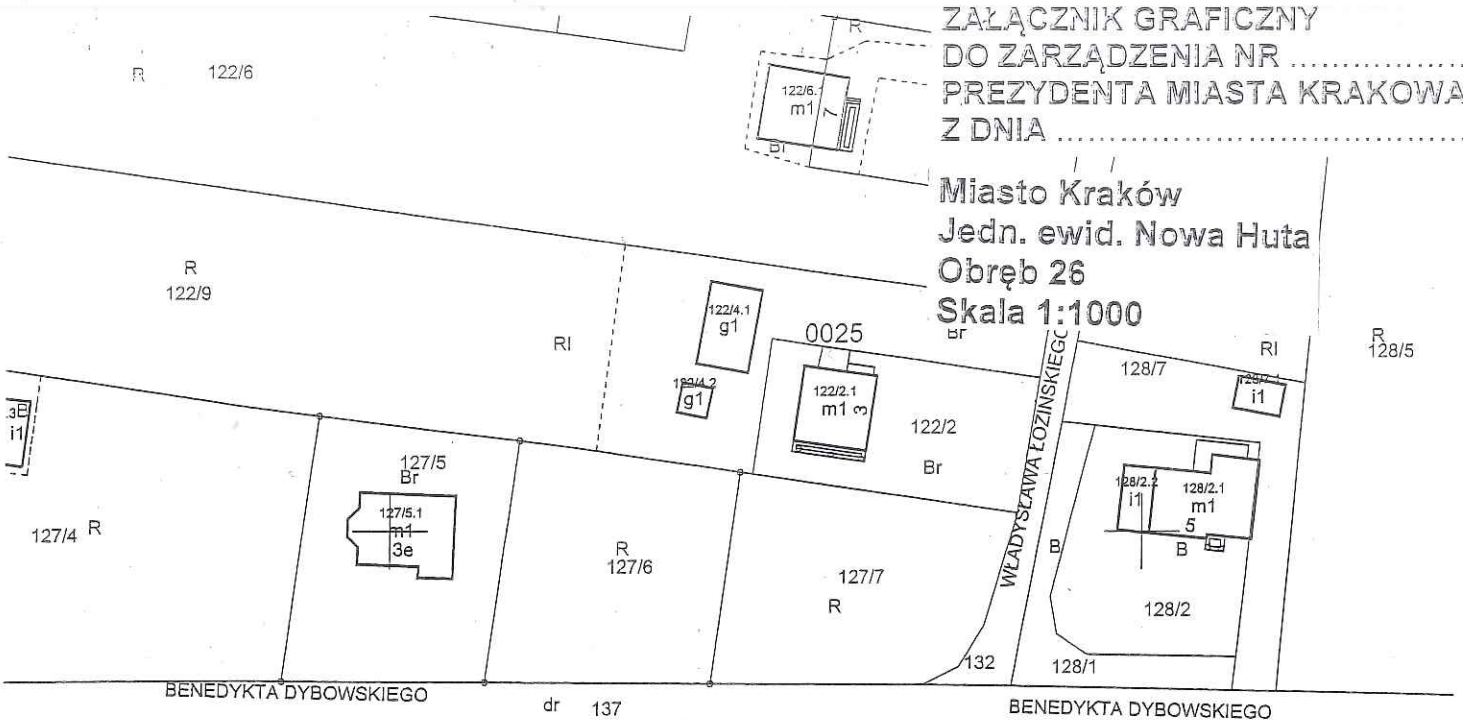 ZAŁĄCZNIK GRAFICZNY
DO ZARZĄDZENIA NR ................
PREZYDENTA MIASTA KRAKOWA
Z DNIA ......................................
Miasto Kraków
Jedn. ewid. Nowa Huta
Obręb 26
Skala 1:1000
R
R 122/6
122/6.1
m1
7
R
122/9
RI
122/4.1
g1
122/4.2
g1
0025
Br
122/2.1
m1 3
122/2
Br
WŁADYSŁAWA ŁOZIŃSKIEGO
128/7
RI
i1
R
128/5
B
i1
127/4 R
127/5
Br
127/5.1
m1
3e
R
127/6
127/7
R
128/2.2
i1
128/2.1
m1
5
B
B
128/2
132
128/1
BENEDYKTA DYBOWSKIEGO
dr 137
BENEDYKTA DYBOWSKIEGO